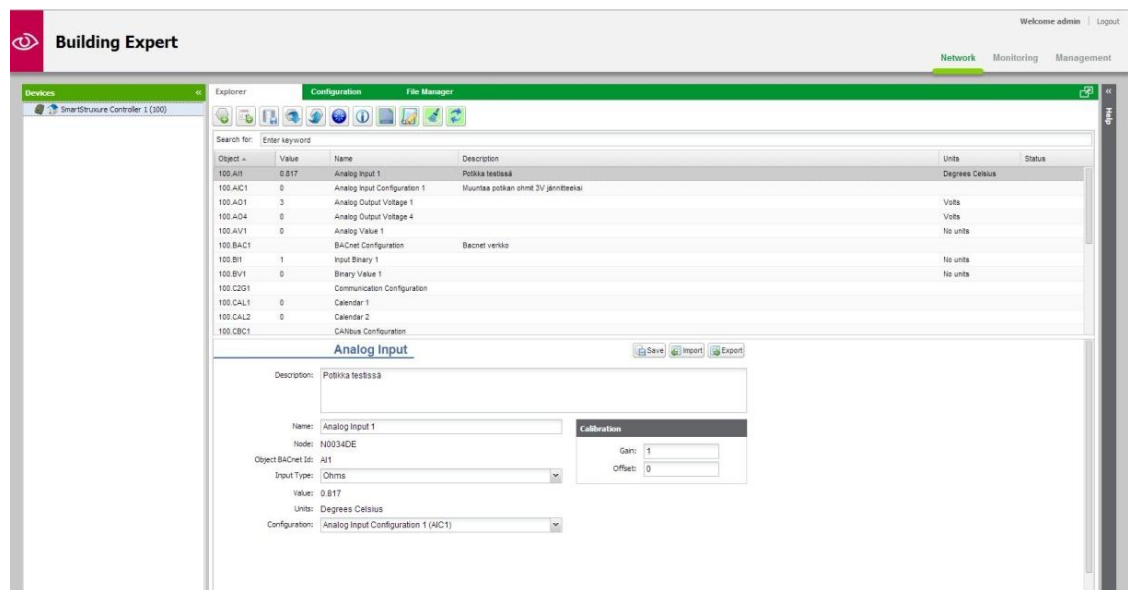 Welcome admin | Logout
Building Expert
Network Monitoring Management
Devices «
SmartStruxure Controller 1 (100)
Explorer Configuration File Manager
« Help
Search for: Enter keyword
Object Value Name Description Units Status
100.AI1 0.817 Analog Input 1 Potikka testissä Degrees Celsius
100.AIC1 0 Analog Input Configuration 1 Muuntaa potikan ohmit 3V jännitteeksi
100.AO1 3 Analog Output Voltage 1 Volts
100.AO4 0 Analog Output Voltage 4 Volts
100.AV1 0 Analog Value 1 No units
100.BAC1 BACnet Configuration Bacnet verkko
100.BI1 1 Input Binary 1 No units
100.BV1 0 Binary Value 1 No units
100.C2G1 Communication Configuration
100.CAL1 0 Calendar 1
100.CAL2 0 Calendar 2
100.CBC1 CANbus Configuration
Analog Input Save Import Export
Description: Potikka testissä
Name: Analog Input 1
Calibration
Node: N0034DE
Gain: 1
Object BACnet Id: AI1
Offset: 0
Input Type: Ohms
Value: 0.817
Units: Degrees Celsius
Configuration: Analog Input Configuration 1 (AIC1)